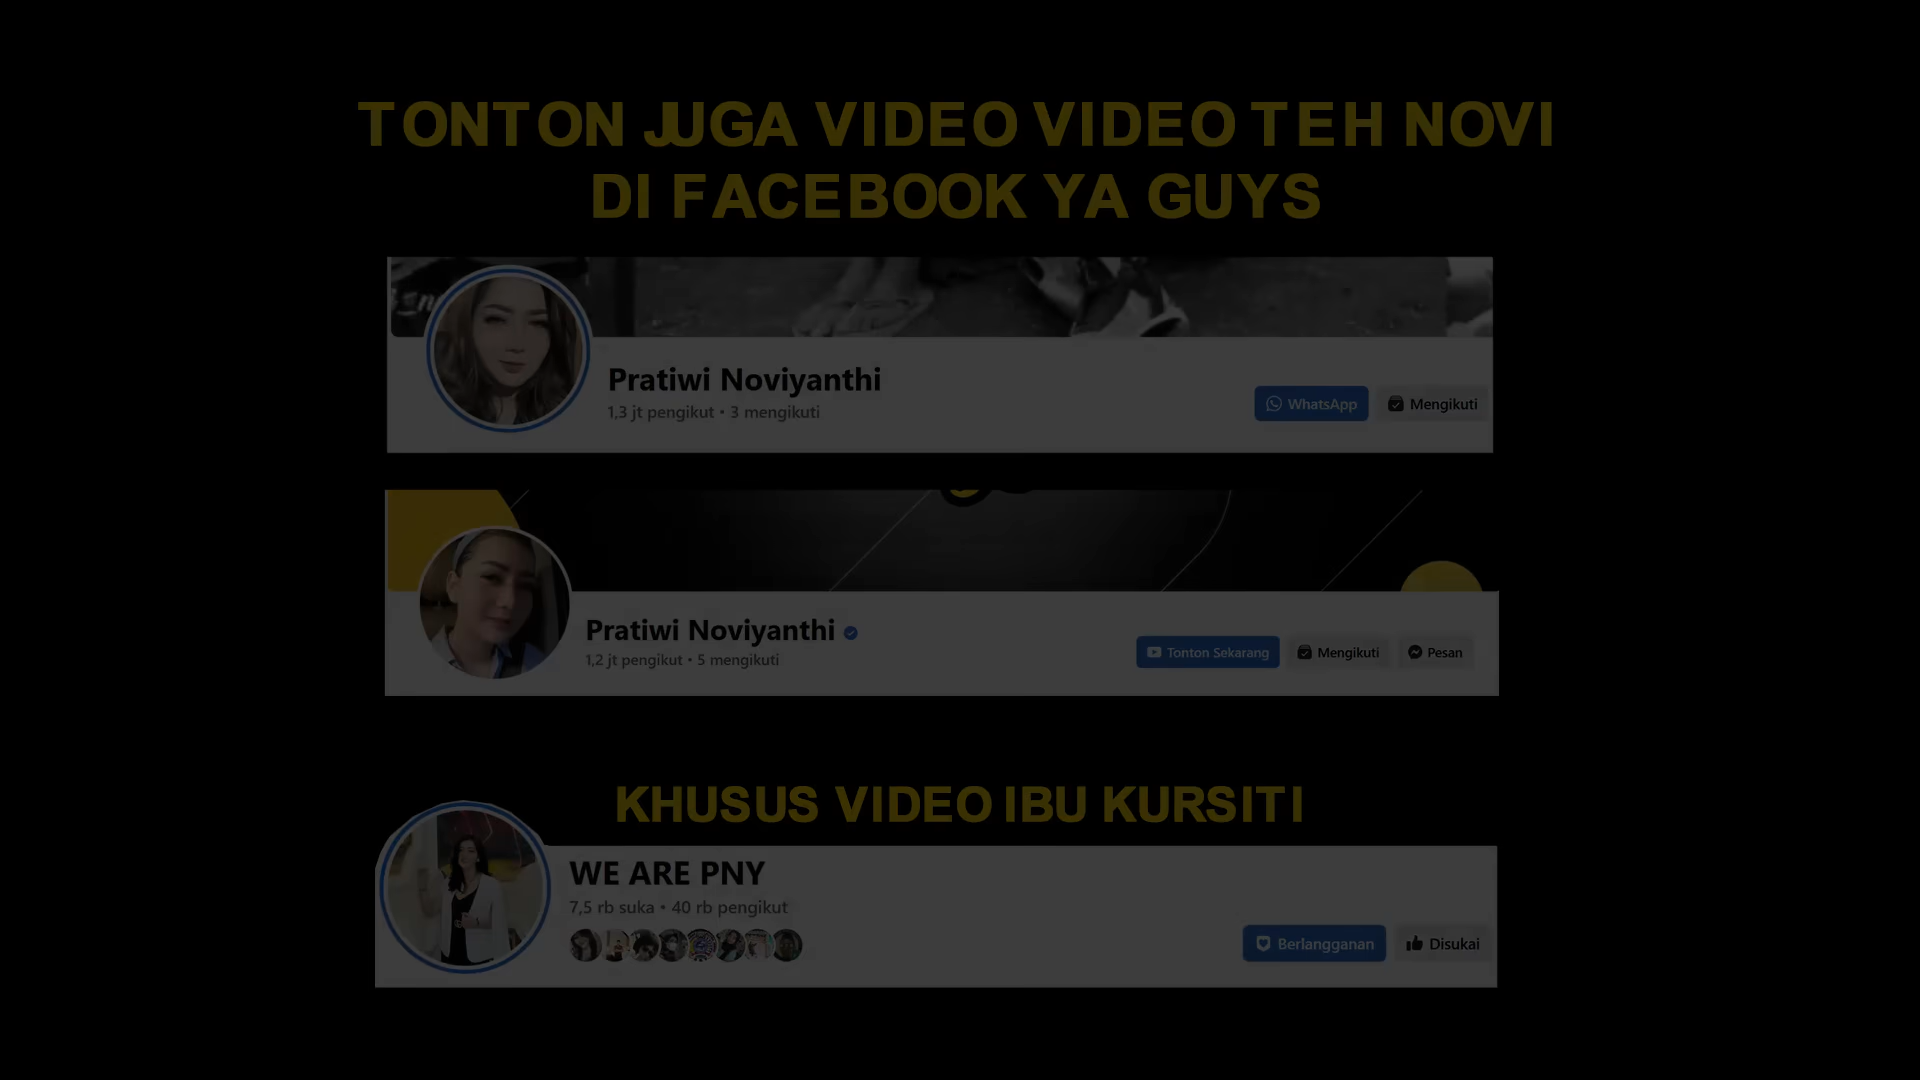 TONTON JUGA VIDEO VIDEO TEH NOVI
DI FACEBOOK YA GUYS
Pratiwi Noviyanthi
1,3 jt pengikut • 3 mengikuti
WhatsApp
Mengikuti
Pratiwi Noviyanthi
1,2 jt pengikut • 5 mengikuti
Tonton Sekarang
Mengikuti
Pesan
KHUSUS VIDEO IBU KURSITI
WE ARE PNY
7,5 rb suka • 40 rb pengikut
Berlangganan
Disukai